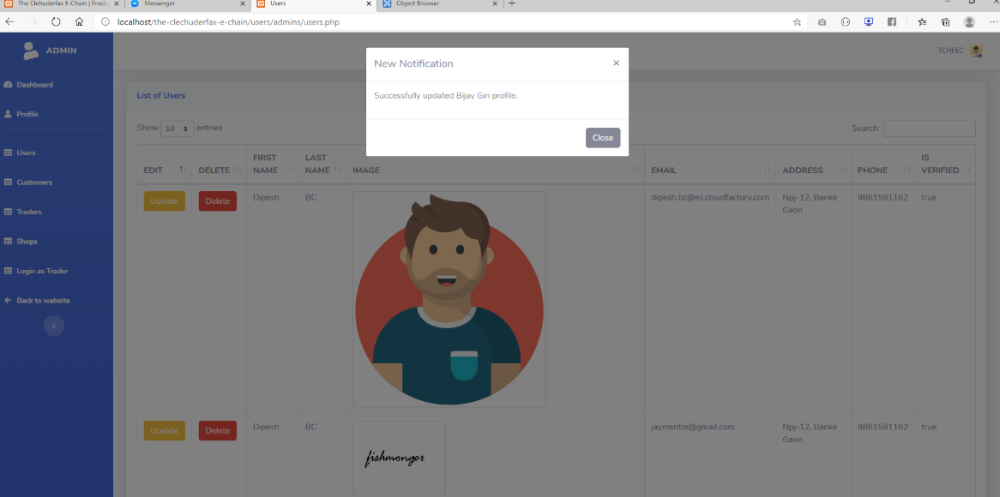 The Clehuderfax E-Chain | Produ
Messenger
Users
Object Browser
localhost/the-clechuderfax-e-chain/users/admins/users.php
ADMIN
TCHFEC
New Notification
×
Successfully updated Bijay Giri profile.
Close
Dashboard
Profile
Users
Customers
Traders
Shops
Login as Trader
Back to website
List of Users
Show 10 entries
Search:
EDIT DELETE FIRST NAME LAST NAME IMAGE EMAIL ADDRESS PHONE IS VERIFIED
Update Delete Dipesh BC dipesh.bc@es.cloudfactory.com Npj-12, Banke Gaon 9861591162 true
Update Delete Dipesh BC fishmonger jaymentre@gmail.com Npj-12, Banke Gaon 9861591162 true